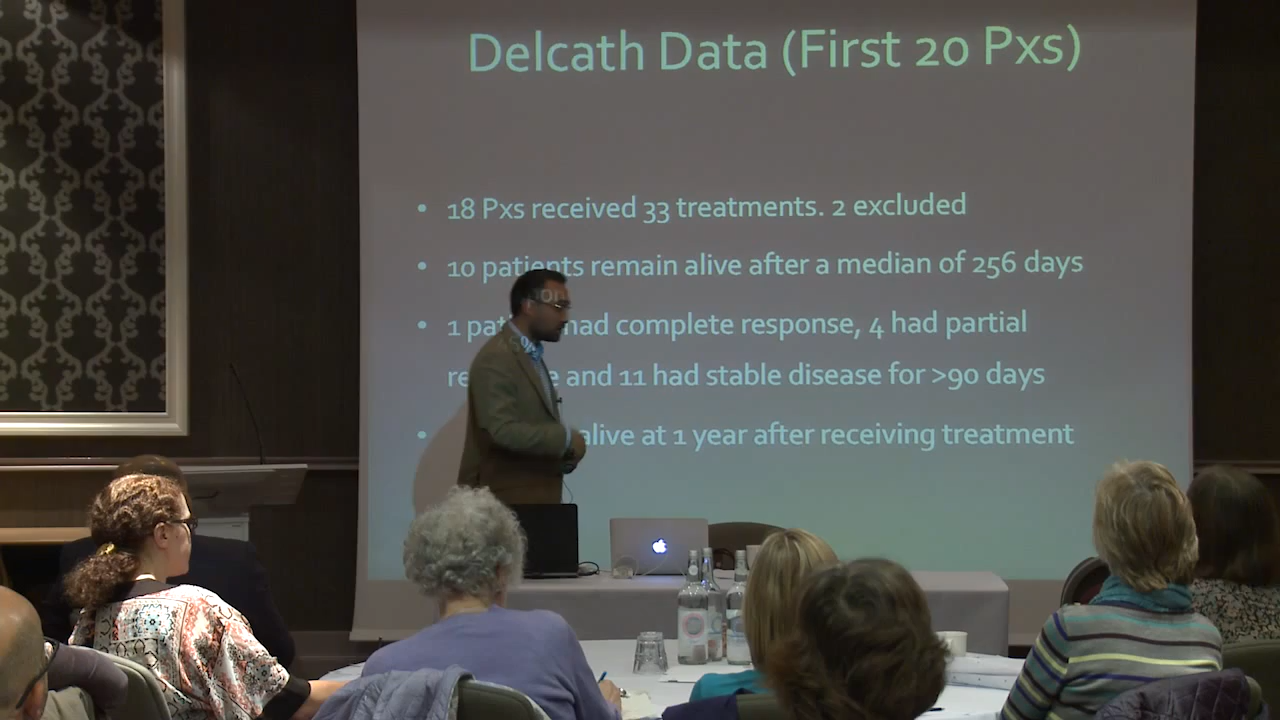 Delcath Data (First 20 Pxs)
• 18 Pxs received 33 treatments. 2 excluded
• 10 patients remain alive after a median of 256 days
• 1 pat had complete response, 4 had partial
re e and 11 had stable disease for >90 days
• alive at 1 year after receiving treatment